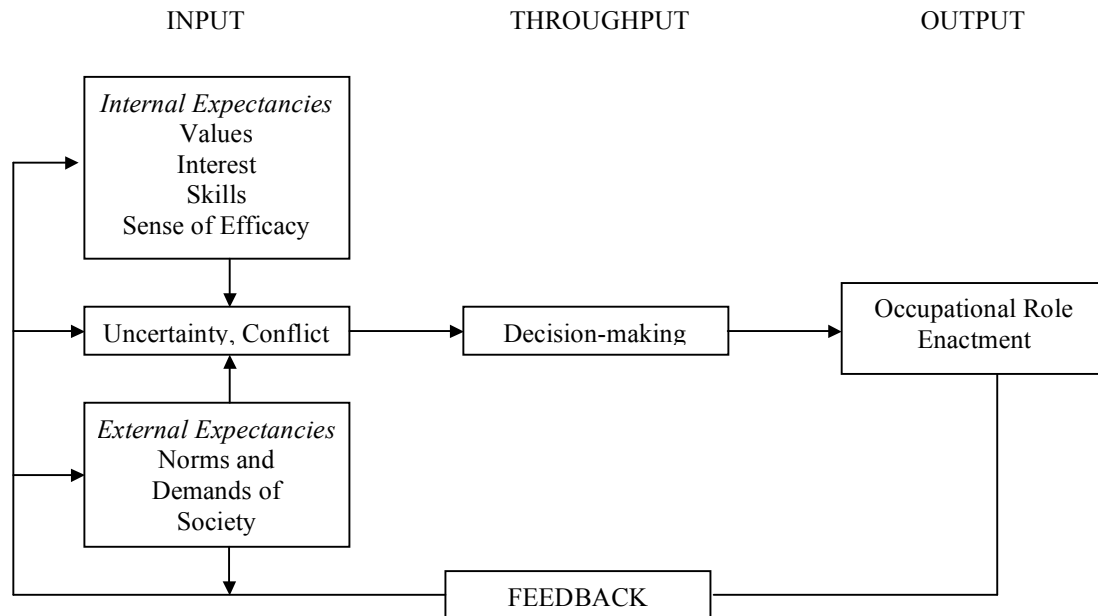 INPUT THROUGHPUT OUTPUT
Internal Expectancies
Values
Interest
Skills
Sense of Efficacy
Uncertainty, Conflict
Decision-making
Occupational Role
Enactment
External Expectancies
Norms and
Demands of
Society
FEEDBACK